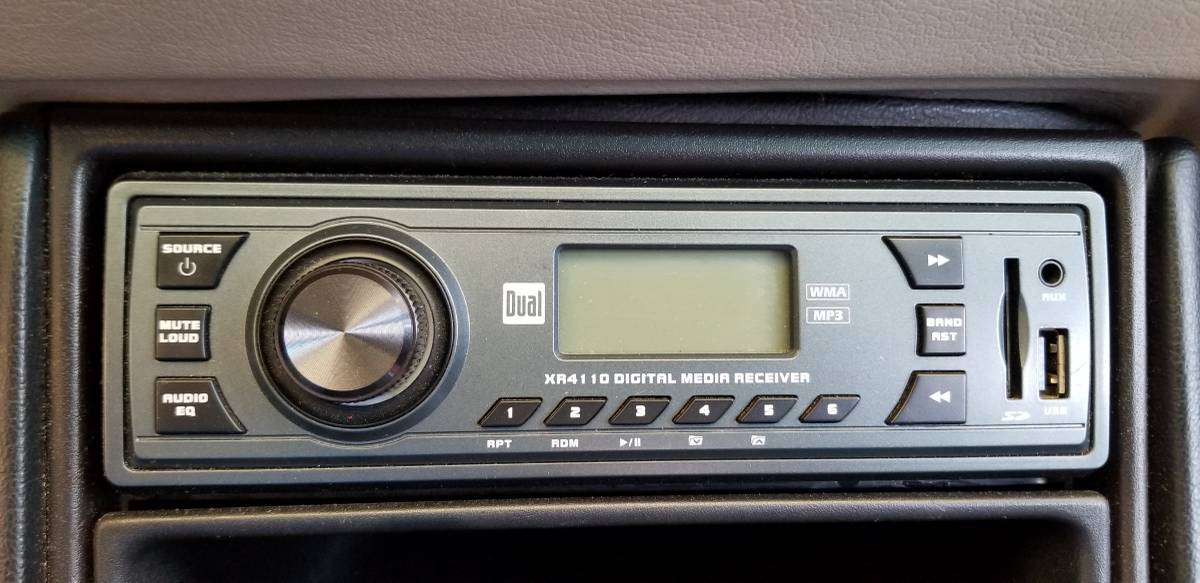 SOURCE
MUTE
LOUD
AUDIO
EQ
Dual
WMA
MP3
XR4110 DIGITAL MEDIA RECEIVER
1 2 3 4 5 6
RPT RDM
BAND
AST
AUX
SD
USB